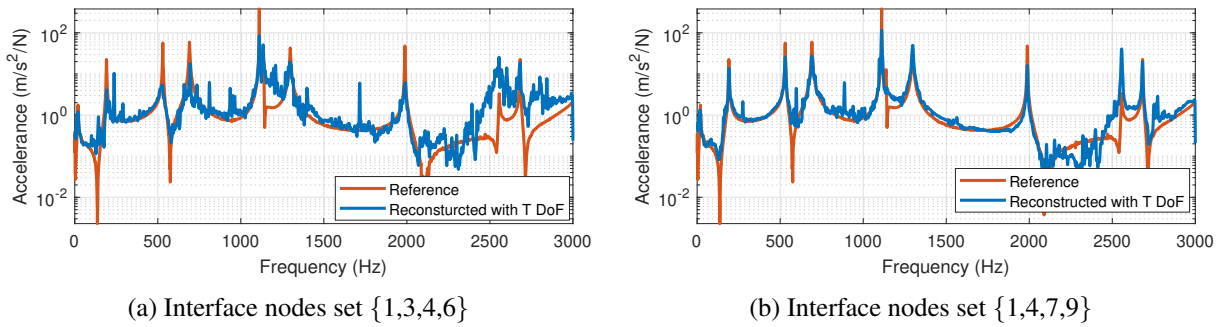 10^2
10^0
10^-2
Accelerance (m/s^2/N)
Reference
Reconsturcted with T DoF
0 500 1000 1500 2000 2500 3000
Frequency (Hz)
(a) Interface nodes set {1,3,4,6}
10^2
10^0
10^-2
Accelerance (m/s^2/N)
Reference
Reconstructed with T DoF
0 500 1000 1500 2000 2500 3000
Frequency (Hz)
(b) Interface nodes set {1,4,7,9}